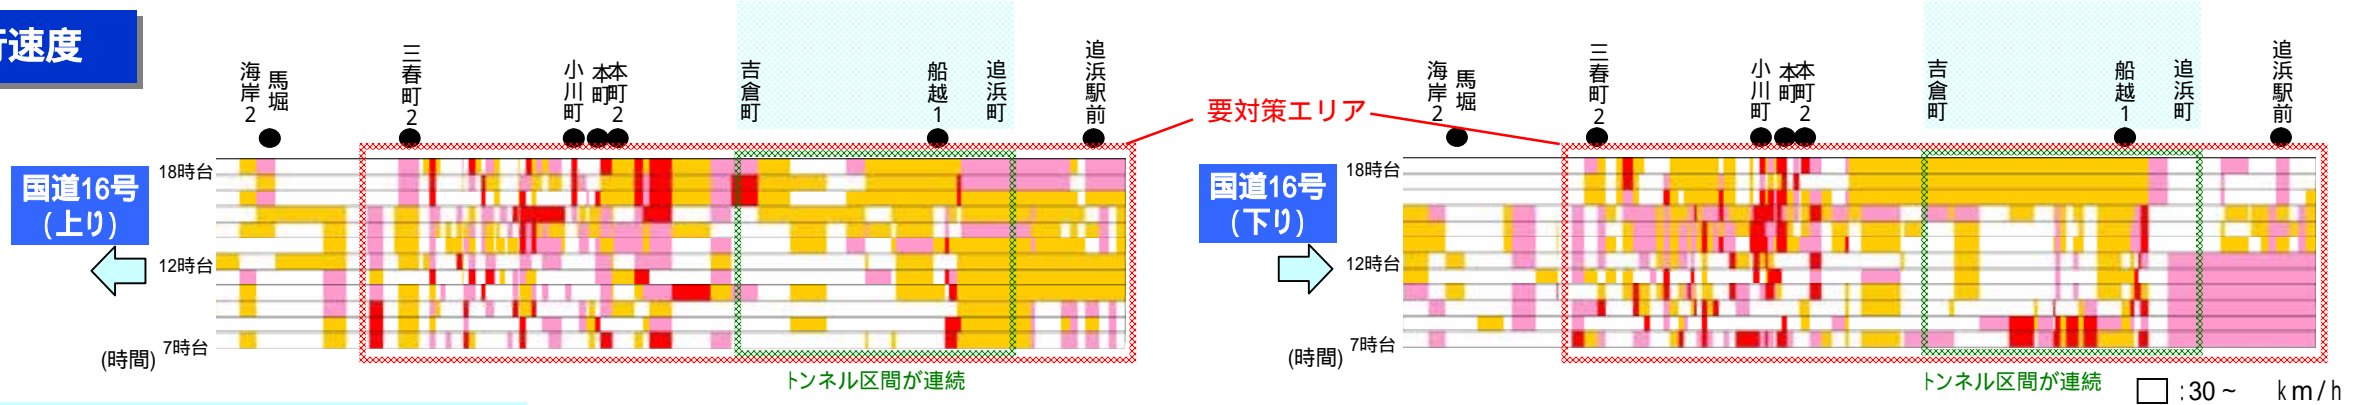 行速度
海岸2
馬堀
三春町2
小川町
本町
本町2
吉倉町
船越1
追浜町
追浜駅前
国道16号
(上り)
18時台
12時台
7時台
(時間)
トンネル区間が連続
要対策エリア
海岸2
馬堀
三春町2
小川町
本町
本町2
吉倉町
船越1
追浜町
追浜駅前
国道16号
(下り)
18時台
12時台
7時台
(時間)
トンネル区間が連続
:30~ km/h